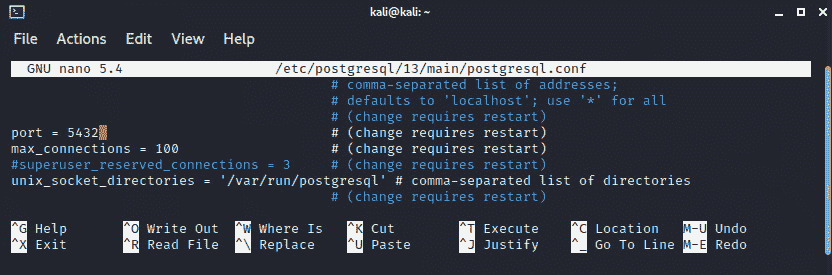 kali@kali: ~
File Actions Edit View Help
GNU nano 5.4 /etc/postgresql/13/main/postgresql.conf
# comma-separated list of addresses;
# defaults to 'localhost'; use '*' for all
# (change requires restart)
port = 5432 # (change requires restart)
max_connections = 100 # (change requires restart)
#superuser_reserved_connections = 3 # (change requires restart)
unix_socket_directories = '/var/run/postgresql' # comma-separated list of directories
# (change requires restart)
^G Help ^O Write Out ^W Where Is ^K Cut ^T Execute ^C Location M-U Undo
^X Exit ^R Read File ^\ Replace ^U Paste ^J Justify ^_ Go To Line M-E Redo